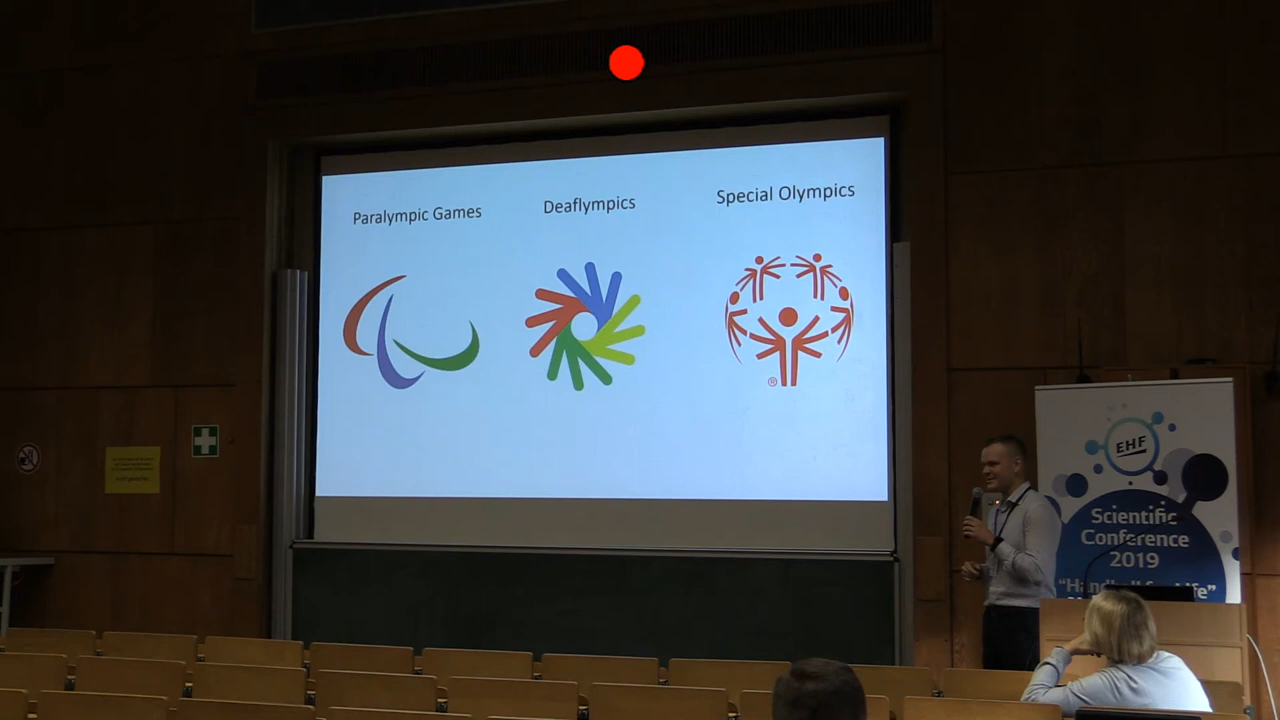 Paralympic Games
Deaflympics
Special Olympics
®
EHF
Scientific
Conference
2019
"Handball for Life"